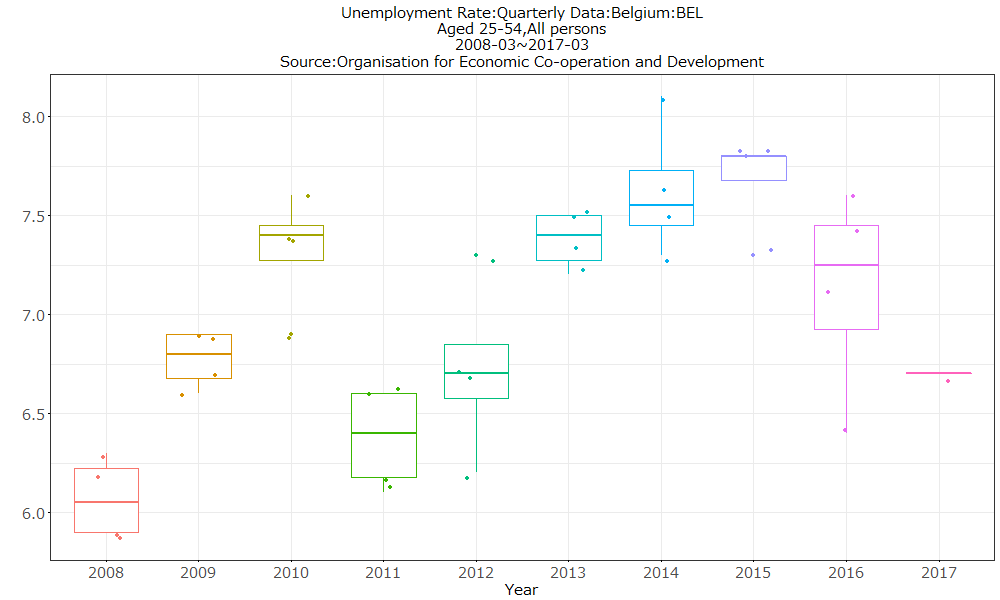 Unemployment Rate:Quarterly Data:Belgium:BEL
Aged 25-54,All persons
2008-03~2017-03
Source:Organisation for Economic Co-operation and Development
8.0
7.5
7.0
6.5
6.0
2008 2009 2010 2011 2012 2013 2014 2015 2016 2017
Year